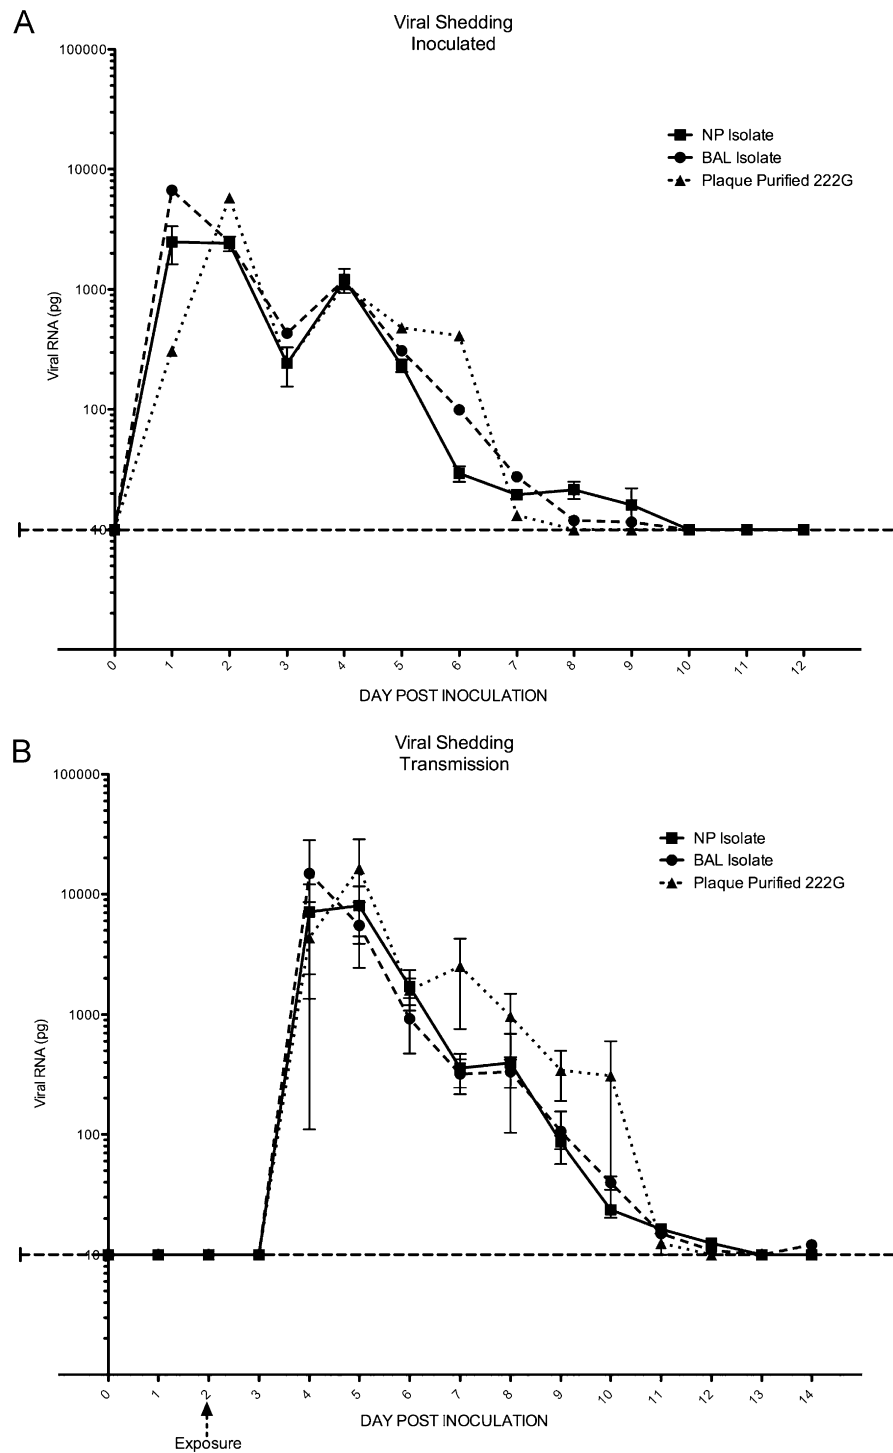 A
Viral Shedding
Inoculated
100000
10000
1000
100
10
Viral RNA (pg)
NP Isolate
BAL Isolate
Plaque Purified 222G
0 1 2 3 4 5 6 7 8 9 10 11 12
DAY POST INOCULATION
B
Viral Shedding
Transmission
100000
10000
1000
100
10
Viral RNA (pg)
NP Isolate
BAL Isolate
Plaque Purified 222G
0 1 2 3 4 5 6 7 8 9 10 11 12 13 14
DAY POST INOCULATION
Exposure